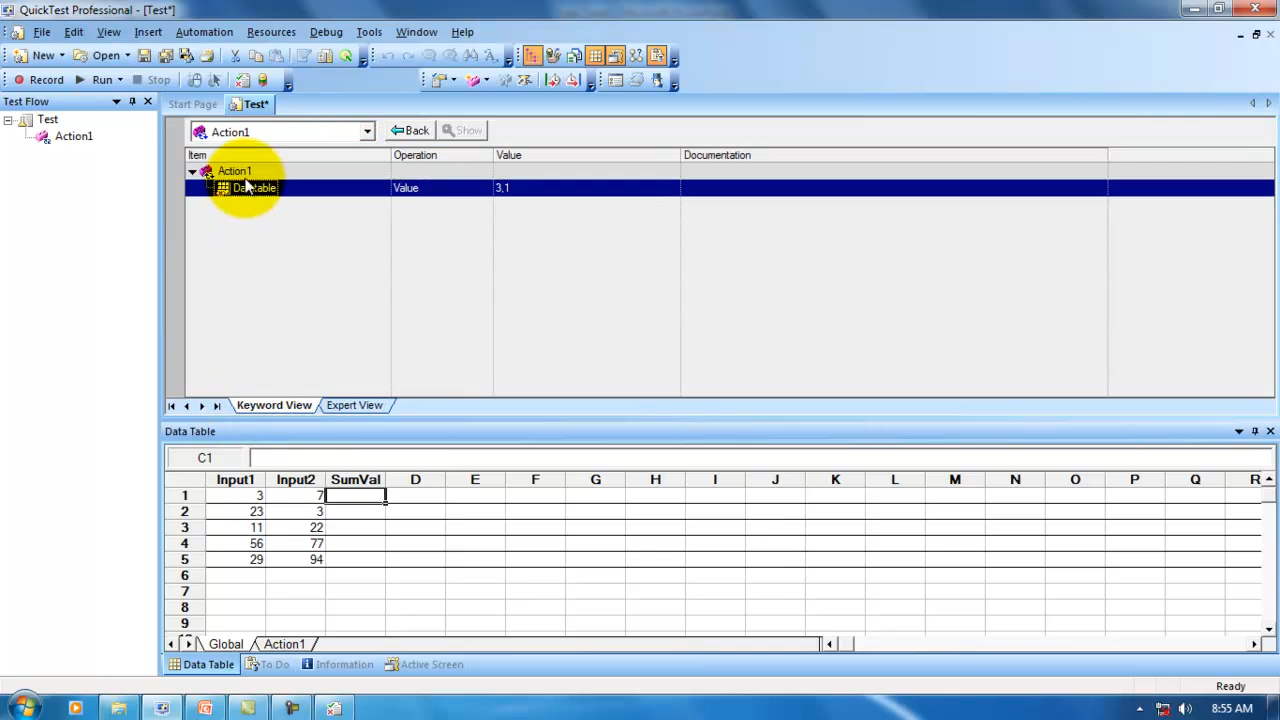 QuickTest Professional - [Test*]
File Edit View Insert Automation Resources Debug Tools Window Help
New Open
Record Run Stop
Test Flow
Test
Action1
Start Page Test*
Action1 Back Show
Item Operation Value Documentation
Action1
Datatable Value 3,1
Keyword View Expert View
Data Table
C1
Input1 Input2 SumVal D E F G H I J K L M N O P Q R
1 3 7
2 23 3
3 11 22
4 56 77
5 29 94
6
7
8
9
Global Action1
Data Table To Do Information Active Screen
Ready
8:55 AM